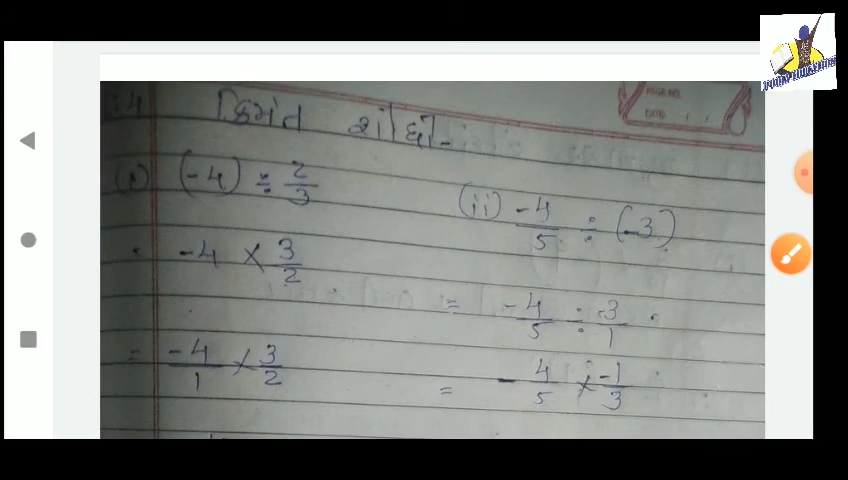 કિંમત શોધો.
(i) (-4) ÷ 2/3
(ii) -4/5 ÷ (-3)
-4 × 3/2
= -4/5 ÷ -3/1
= -4/1 × 3/2
= -4/5 × -1/3